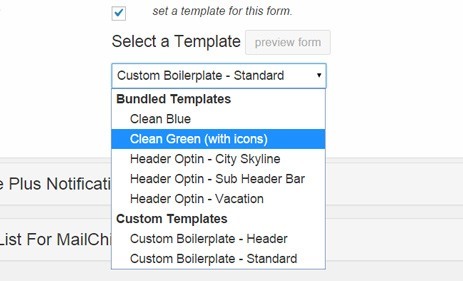 set a template for this form.
Select a Template preview form
Custom Boilerplate - Standard
Bundled Templates
Clean Blue
Clean Green (with icons)
Header Optin - City Skyline
Header Optin - Sub Header Bar
Header Optin - Vacation
Custom Templates
Custom Boilerplate - Header
Custom Boilerplate - Standard
Plus Notificati
List For MailChi